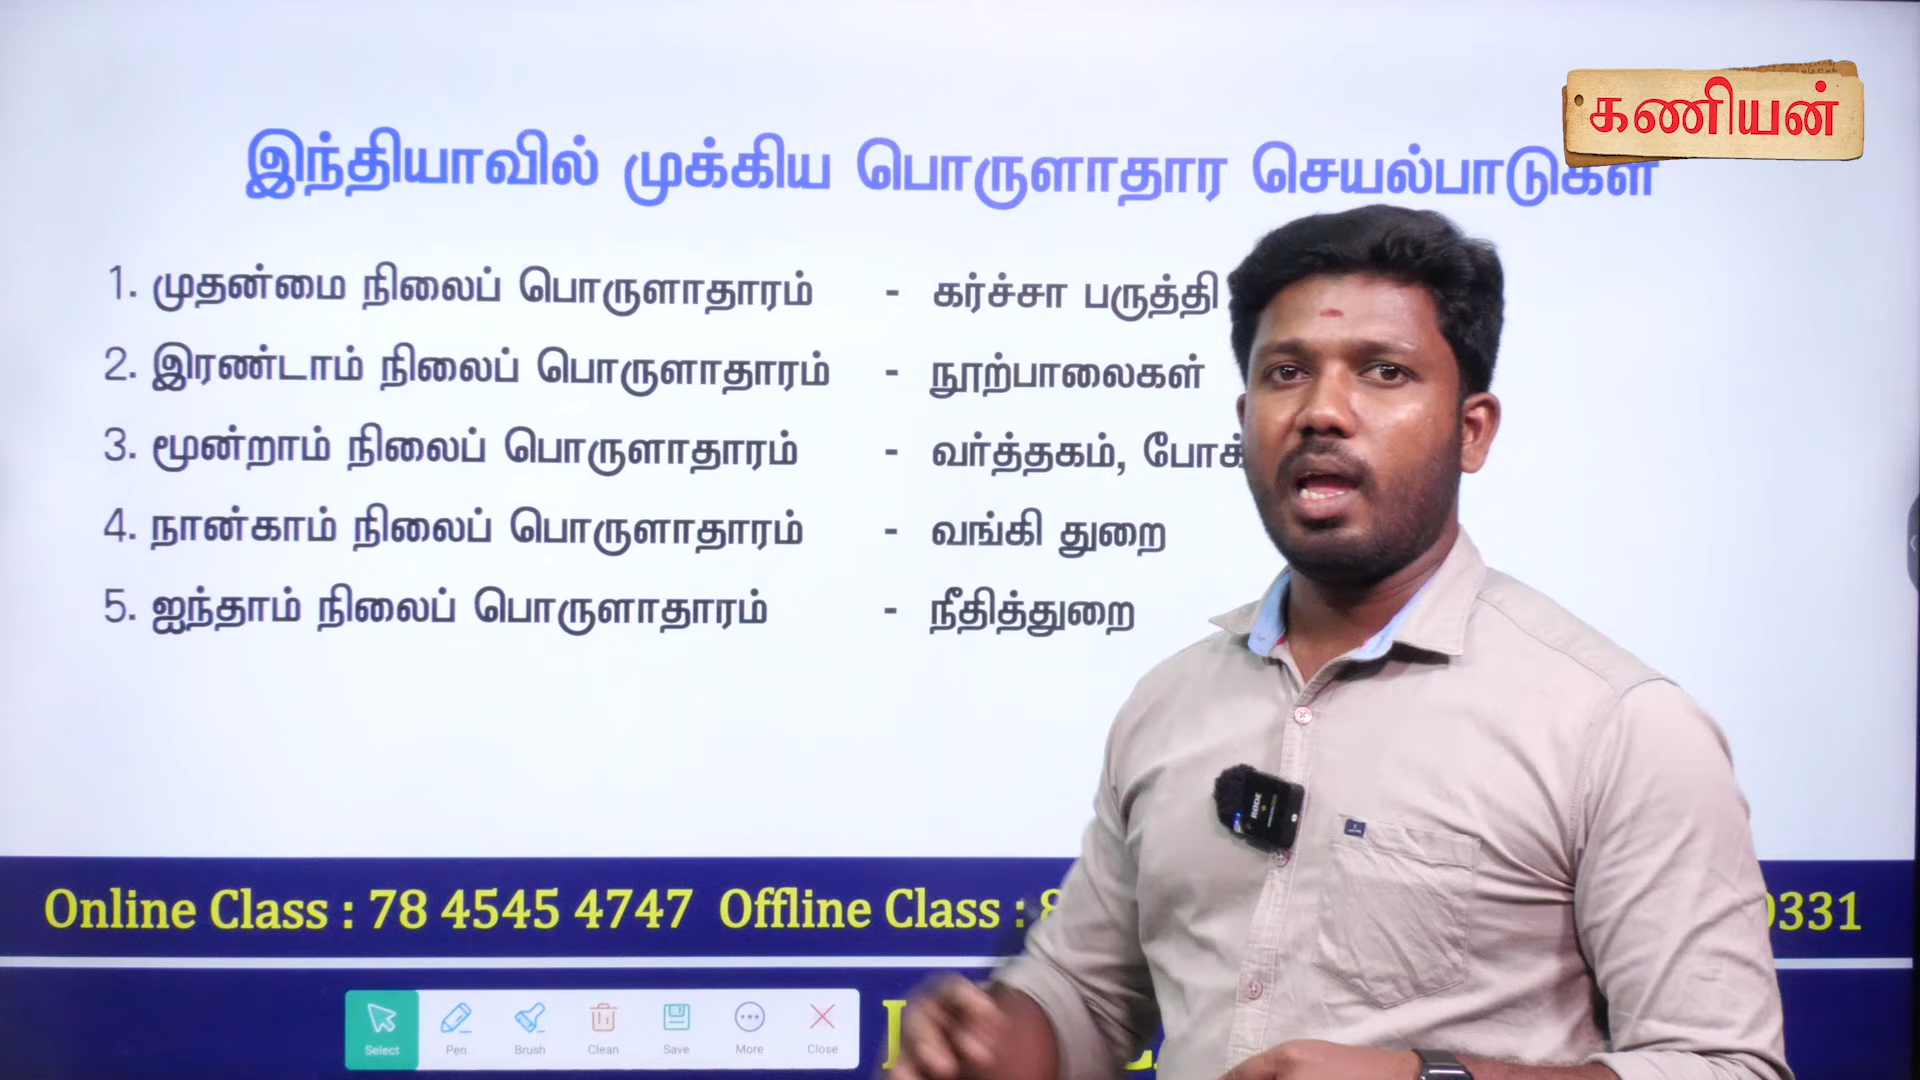 கணியன்
இந்தியாவில் முக்கிய பொருளாதார செயல்பாடுகள்
1. முதன்மை நிலைப் பொருளாதாரம் - கர்ச்சா பருத்தி
2. இரண்டாம் நிலைப் பொருளாதாரம் - நூற்பாலைகள்
3. மூன்றாம் நிலைப் பொருளாதாரம் - வர்த்தகம்,
4. நான்காம் நிலைப் பொருளாதாரம் - வங்கி துறை
5. ஐந்தாம் நிலைப் பொருளாதாரம் - நீதித்துறை
RODE
Online Class : 78 4545 4747 Offline Class : 0331
Select Pen Brush Clean Save More Close